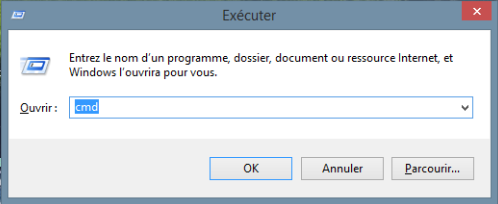 Exécuter
Entrez le nom d'un programme, dossier, document ou ressource Internet, et
Windows l'ouvrira pour vous.
Ouvrir : cmd
OK Annuler Parcourir...